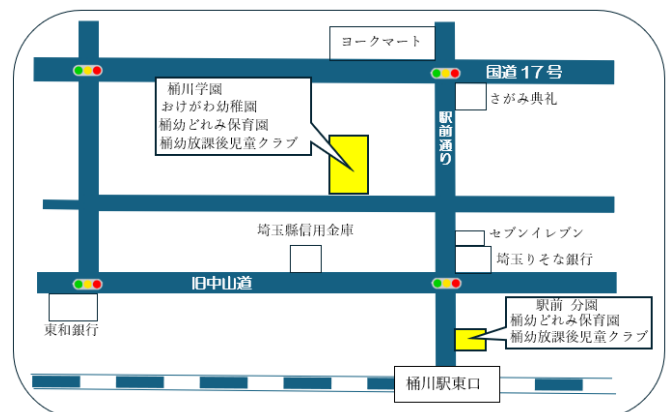 ヨークマート
国道17号
桶川学園
おけがわ幼稚園
桶幼どれみ保育園
桶幼放課後児童クラブ
さがみ典礼
駅前通り
埼玉縣信用金庫
セブンイレブン
埼玉りそな銀行
旧中山道
東和銀行
駅前 分園
桶幼どれみ保育園
桶幼放課後児童クラブ
桶川駅東口